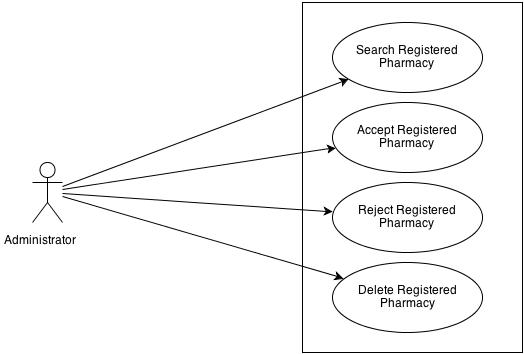 Search Registered
Pharmacy
Accept Registered
Pharmacy
Reject Registered
Pharmacy
Administrator
Delete Registered
Pharmacy